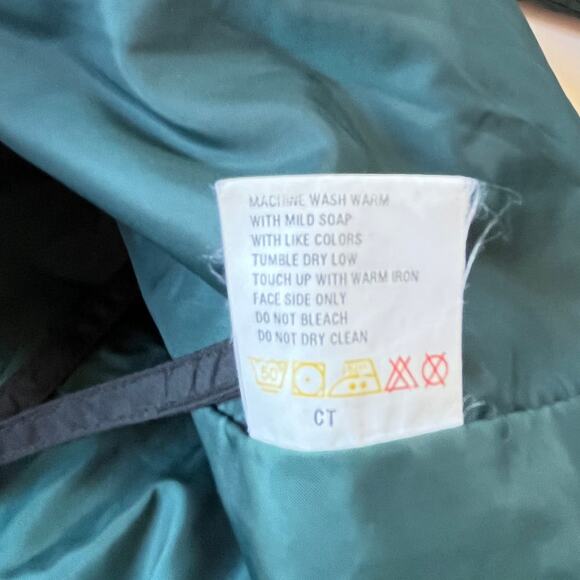 MACHINE WASH WARM
WITH MILD SOAP
WITH LIKE COLORS
TUMBLE DRY LOW
TOUCH UP WITH WARM IRON
FACE SIDE ONLY
DO NOT BLEACH
DO NOT DRY CLEAN
50
CT